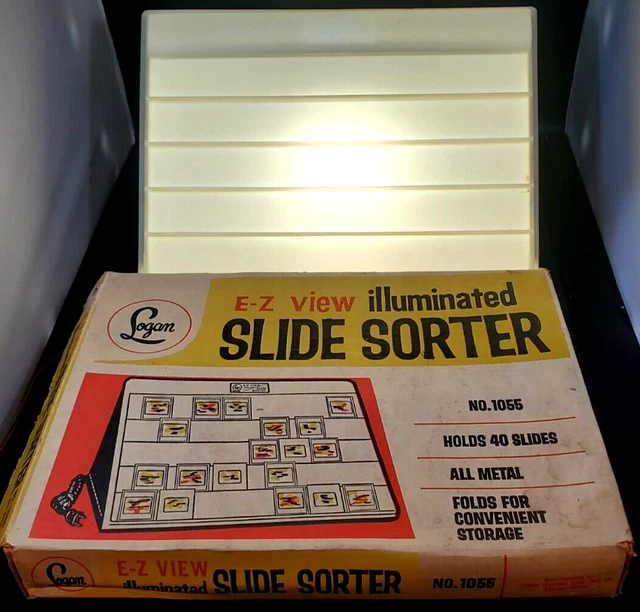 Logan
E-Z view illuminated
SLIDE SORTER
NO. 1055
HOLDS 40 SLIDES
ALL METAL
FOLDS FOR
CONVENIENT
STORAGE
Logan
E-Z VIEW
illuminated SLIDE SORTER
NO. 1055